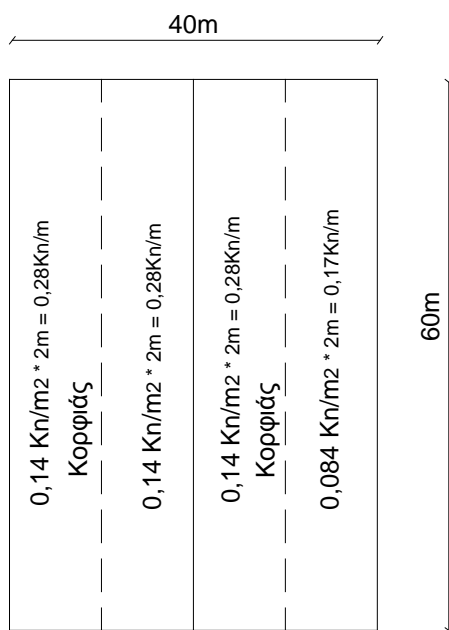 40m
0,14 Kn/m2 * 2m = 0,28Kn/m
Κορφιάς
0,14 Kn/m2 * 2m = 0,28Kn/m
0,14 Kn/m2 * 2m = 0,28Kn/m
Κορφιάς
0,084 Kn/m2 * 2m = 0,17Kn/m
60m